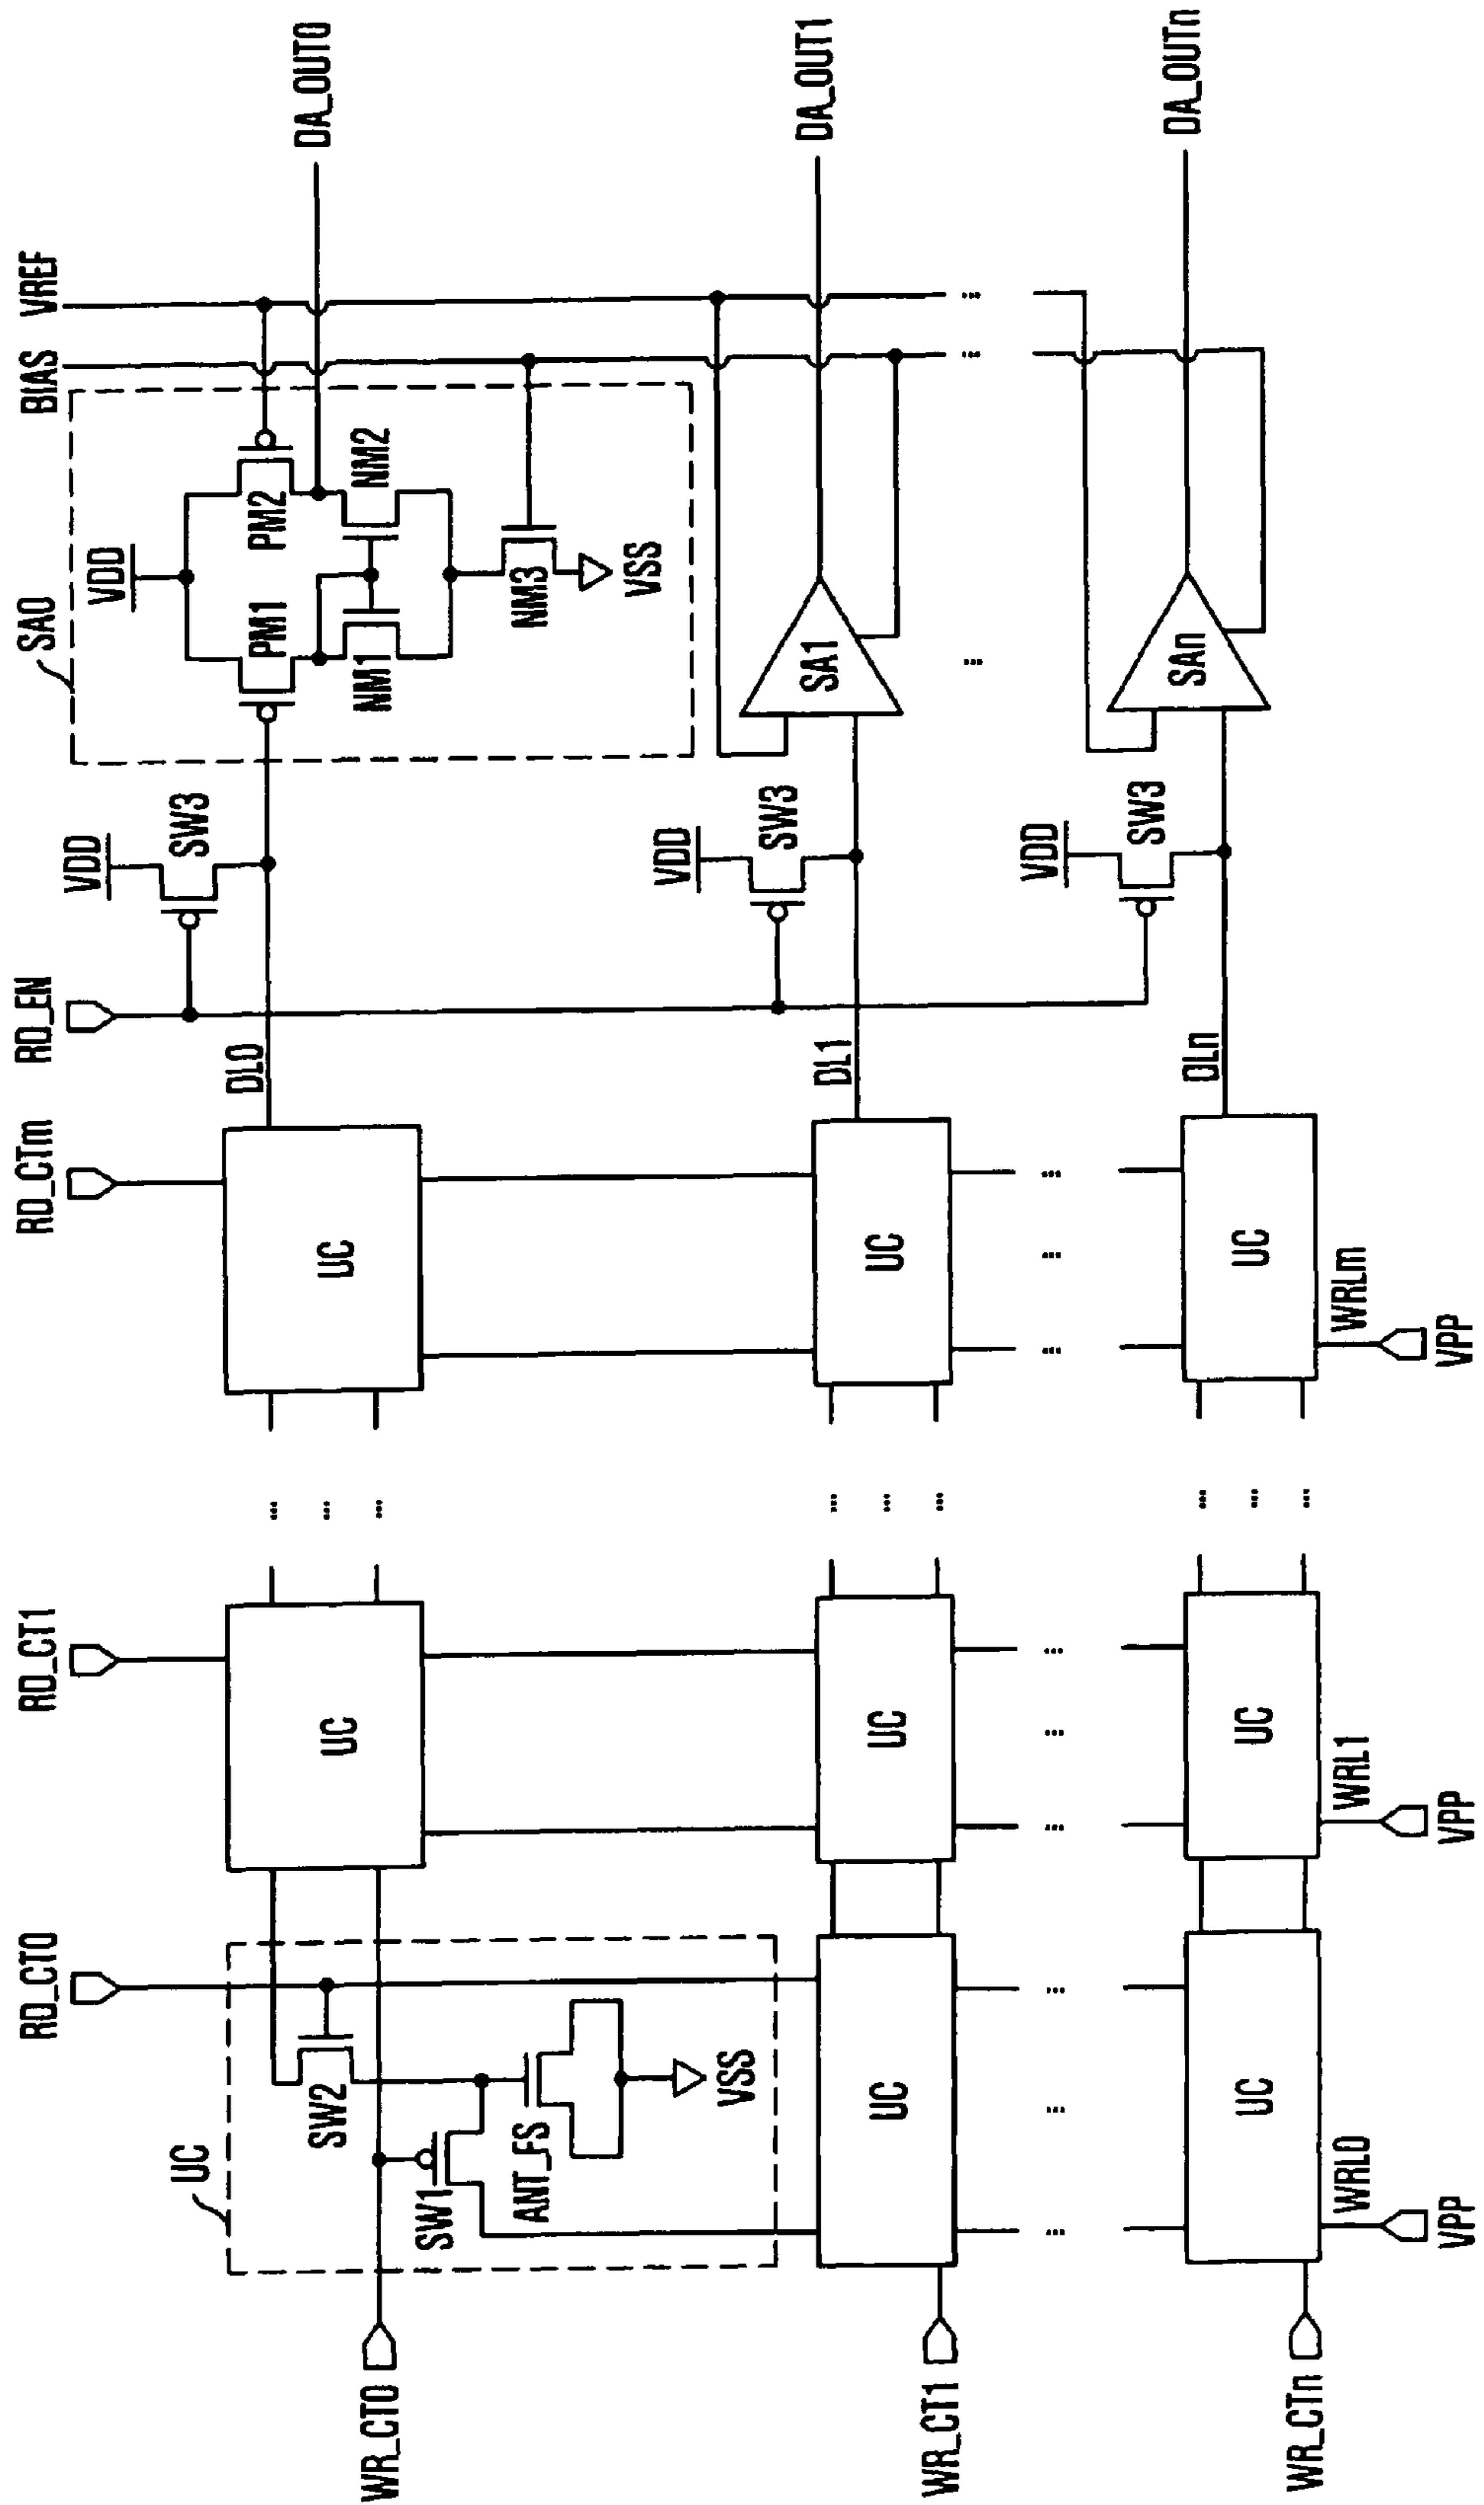 RD_CT0
RD_CT1
RD_CTm
RD_EN
SA0
BIAS
VREF
VDD
VDD
UC
SW3
DL0
PM1
PM2
DA_OUT0
SW2
UC
UC
NM1
NM2
WR_CT0
SW1
ANT_FS
NM3
VSS
VDD
VSS
SW3
DA_OUT1
SA1
DL1
UC
UC
UC
WR_CT1
VDD
SW3
DA_OUTn
SAn
DLn
UC
UC
UC
WR_CTn
WRL0
WRL1
WRLm
VPP
VPP
VPP